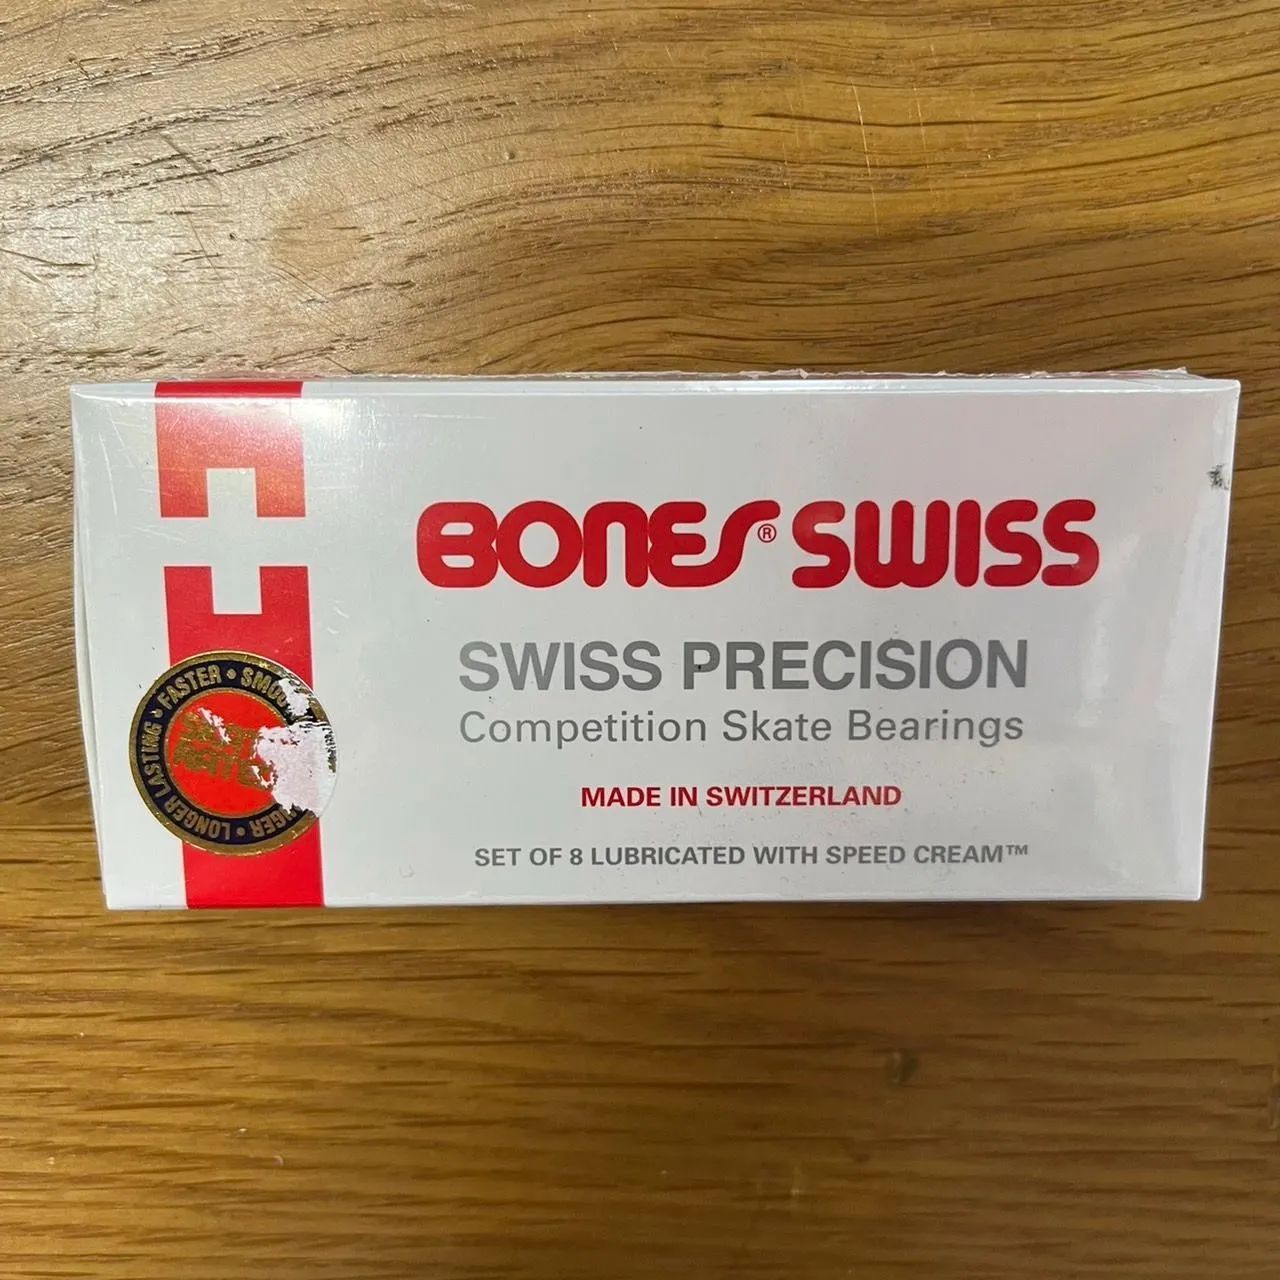 BONES® SWISS
SWISS PRECISION
Competition Skate Bearings
MADE IN SWITZERLAND
SET OF 8 LUBRICATED WITH SPEED CREAM™
LONGER LASTING • FASTER •